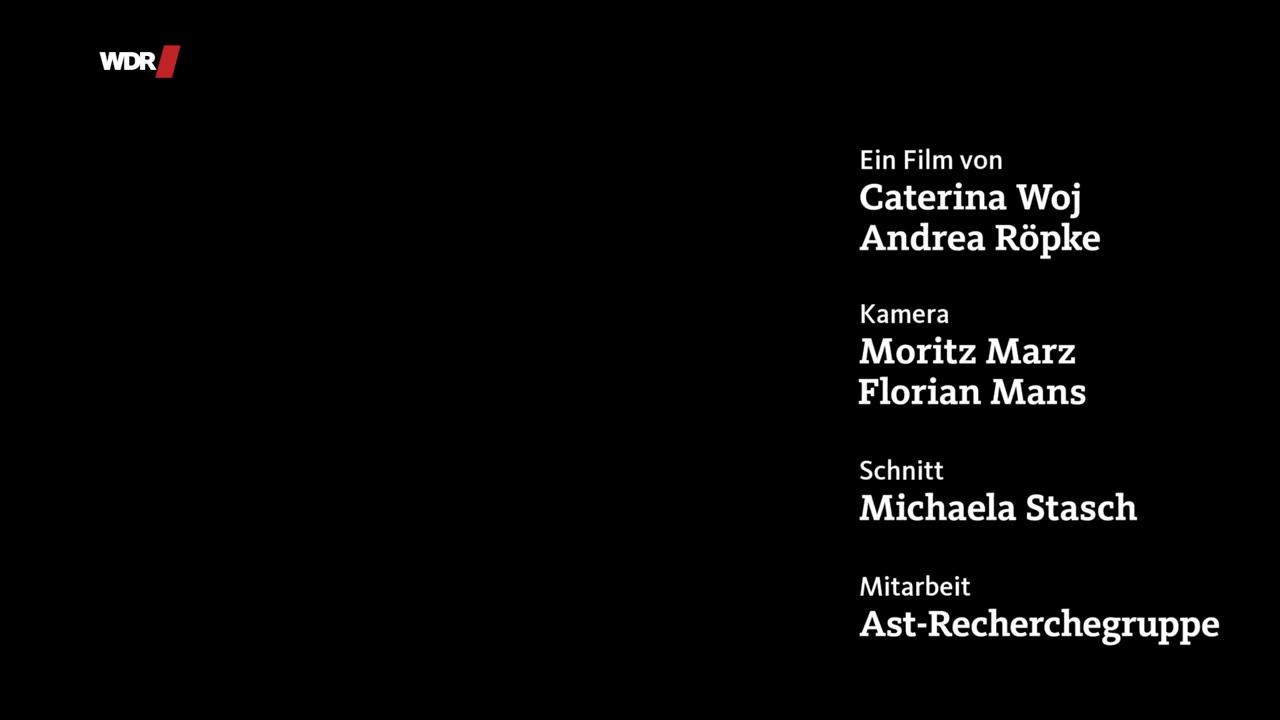 WDR
Ein Film von
Caterina Woj
Andrea Röpke
Kamera
Moritz Marz
Florian Mans
Schnitt
Michaela Stasch
Mitarbeit
Ast-Recherchegruppe